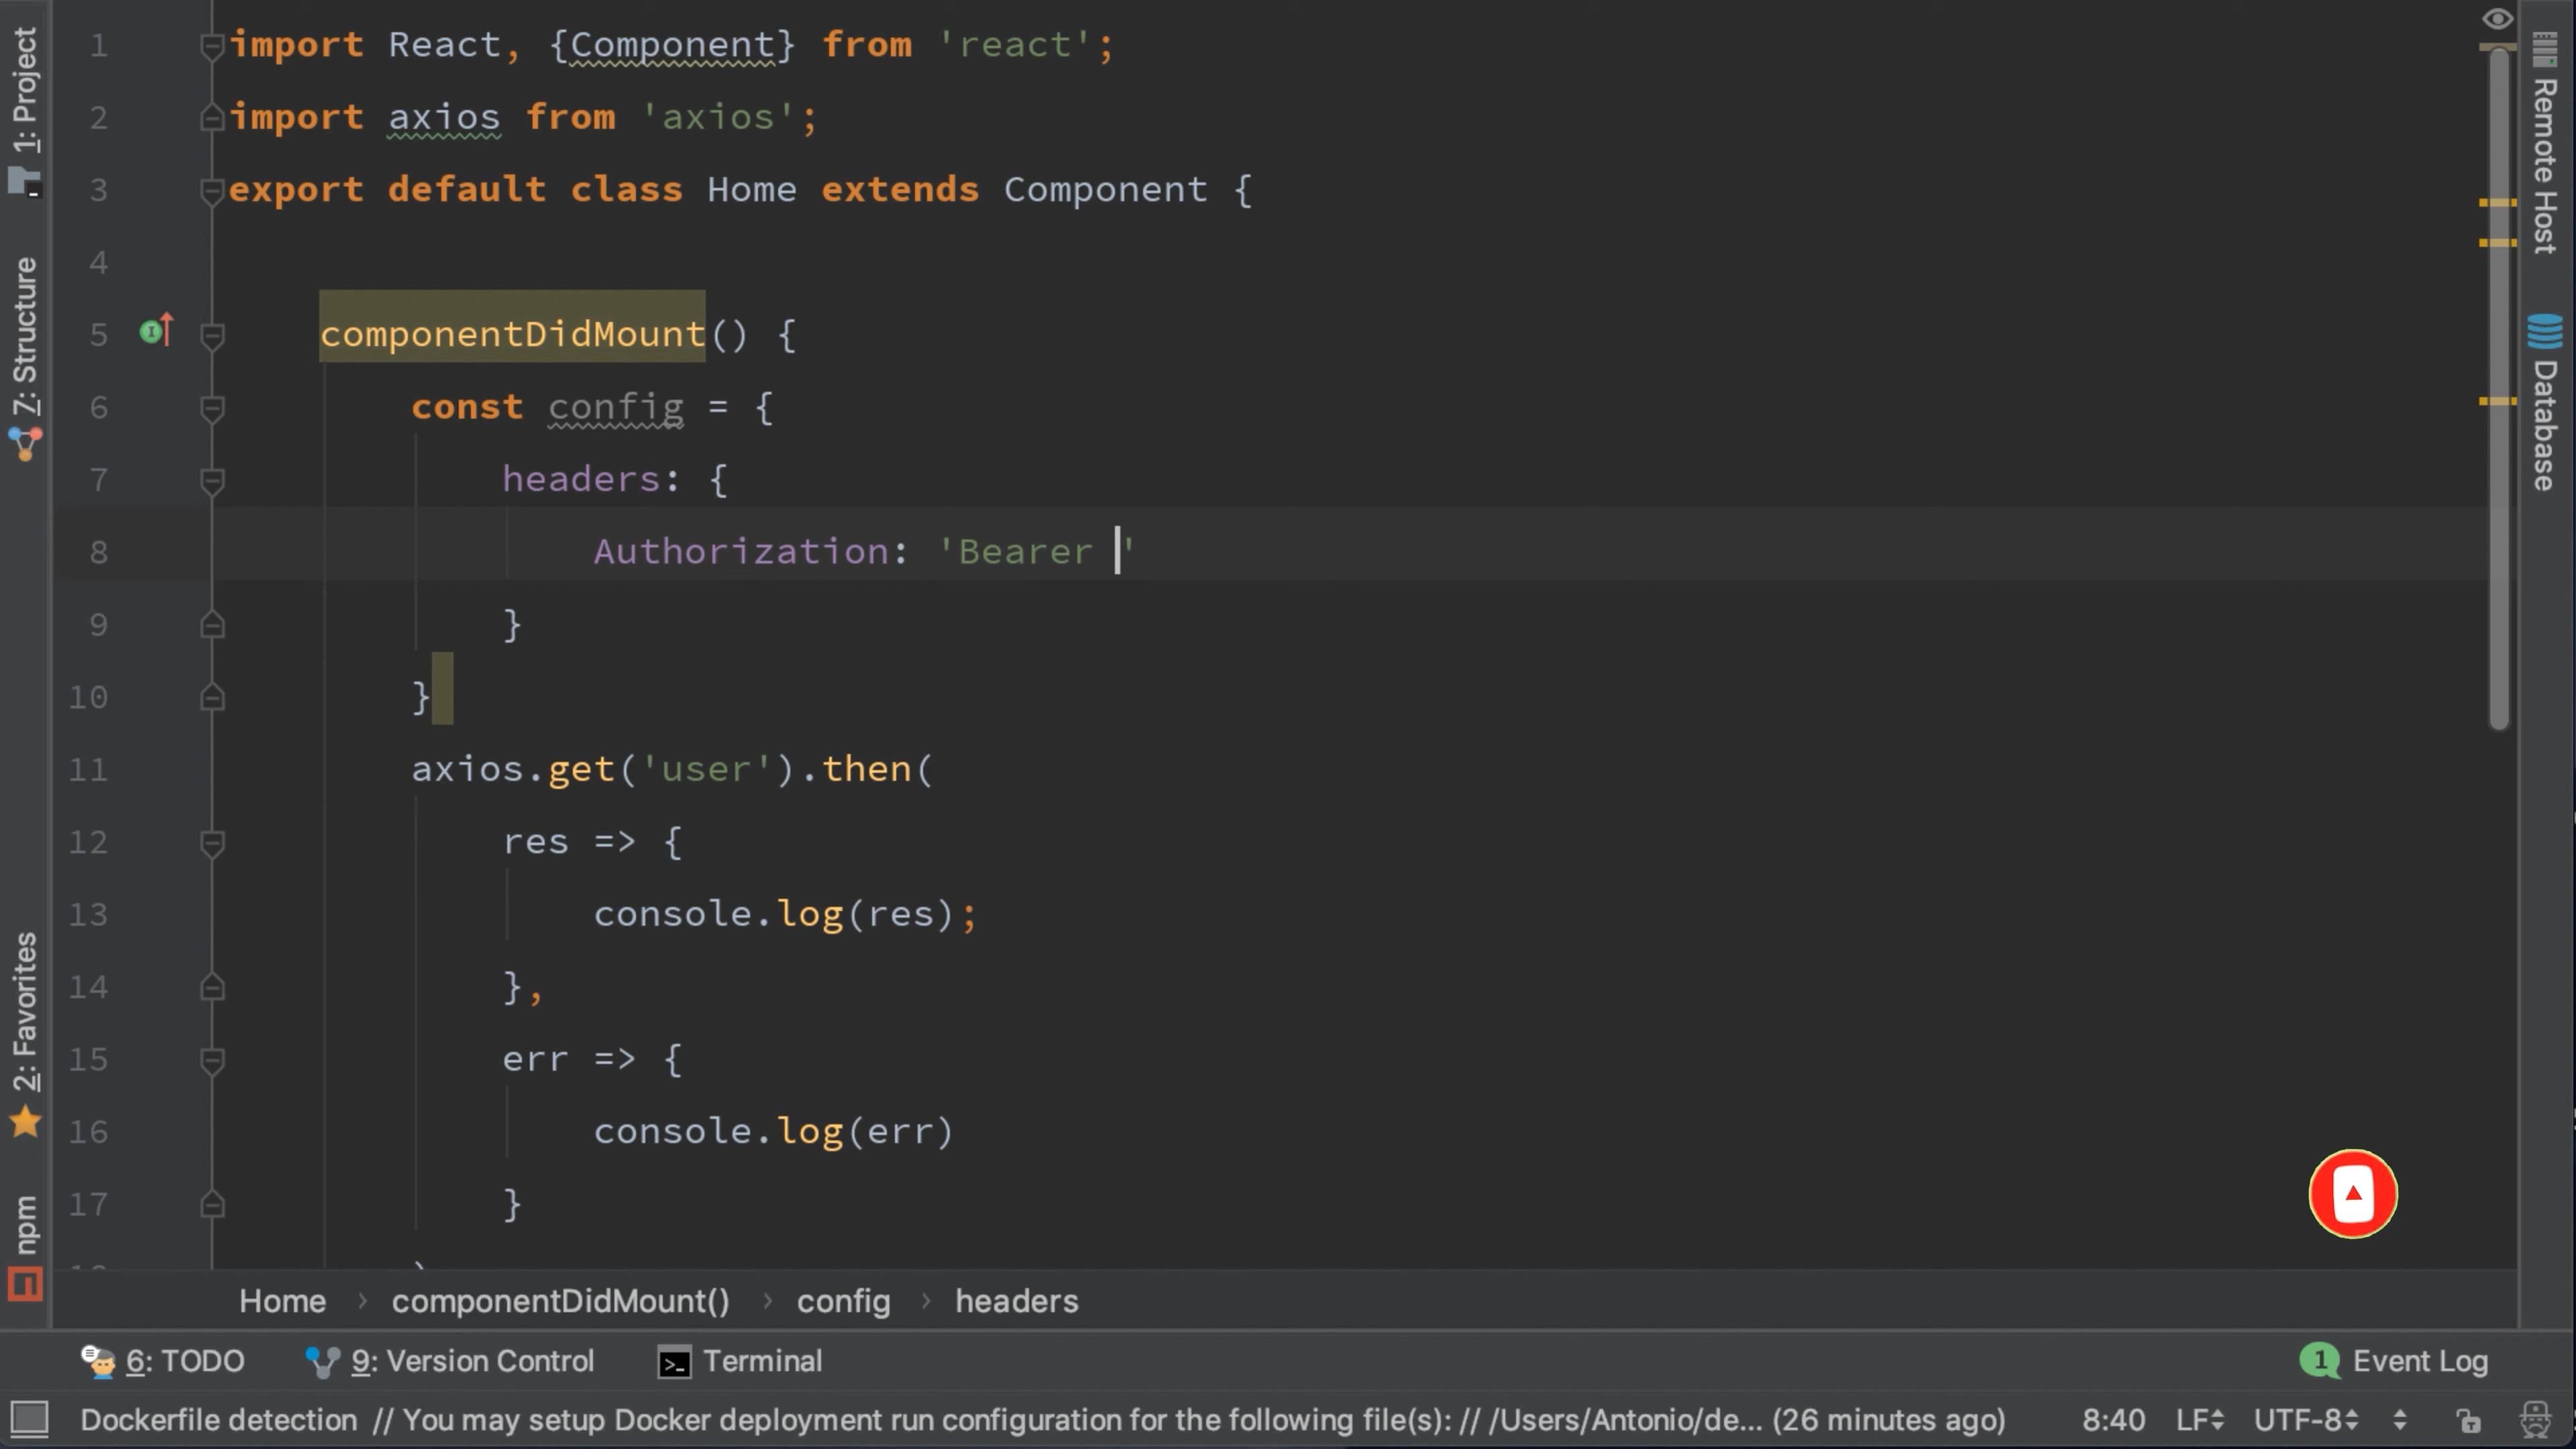 1: Project
7: Structure
2: Favorites
npm
1 import React, {Component} from 'react';
2 import axios from 'axios';
3 export default class Home extends Component {
4
5 componentDidMount() {
6 const config = {
7 headers: {
8 Authorization: 'Bearer '
9 }
10 }
11 axios.get('user').then(
12 res => {
13 console.log(res);
14 },
15 err => {
16 console.log(err)
17 }
Remote Host
Database
Home › componentDidMount() › config › headers
6: TODO 9: Version Control Terminal 1 Event Log
Dockerfile detection // You may setup Docker deployment run configuration for the following file(s): // /Users/Antonio/de... (26 minutes ago) 8:40 LF UTF-8